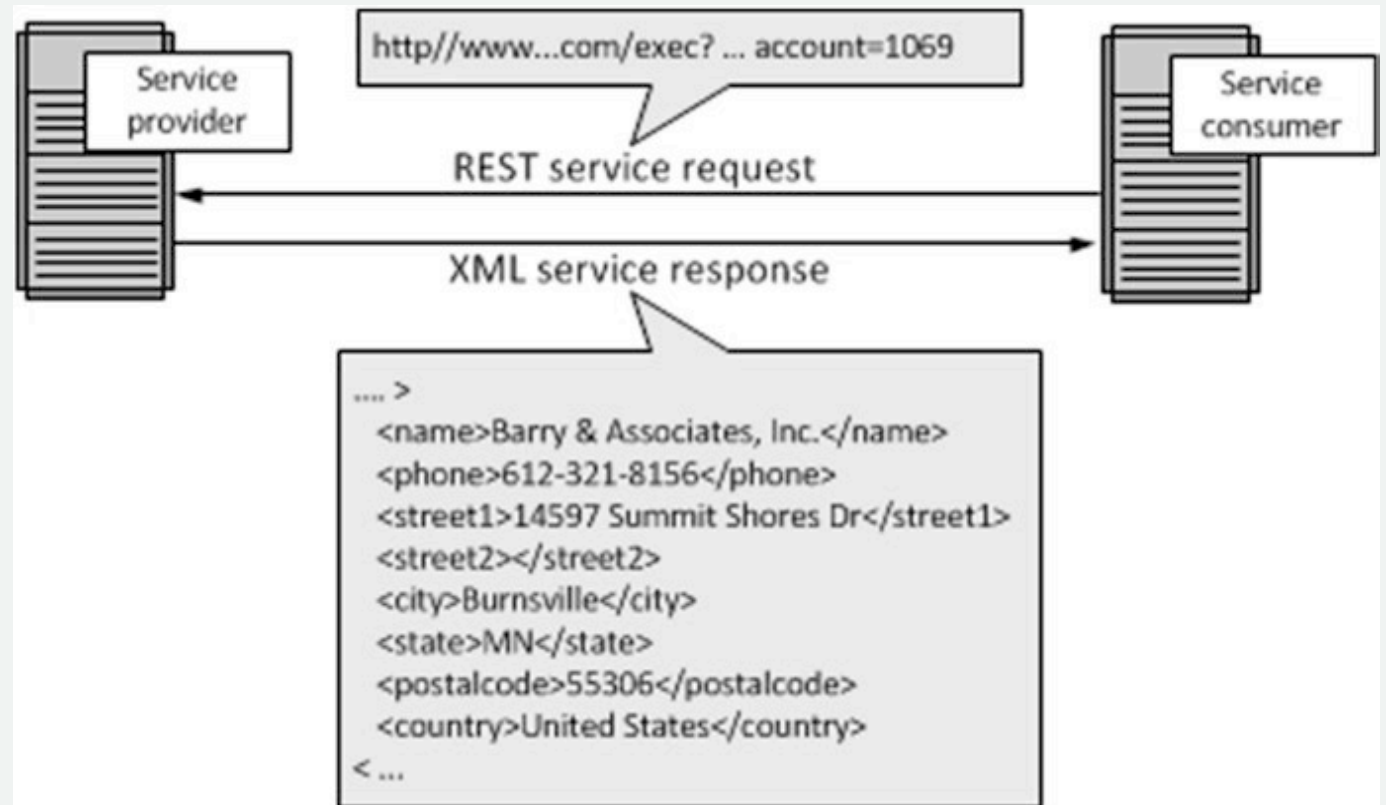 http//www...com/exec? ... account=1069
Service
provider
Service
consumer
REST service request
XML service response
.... >
<name>Barry & Associates, Inc.</name>
<phone>612-321-8156</phone>
<street1>14597 Summit Shores Dr</street1>
<street2></street2>
<city>Burnsville</city>
<state>MN</state>
<postalcode>55306</postalcode>
<country>United States</country>
< ...